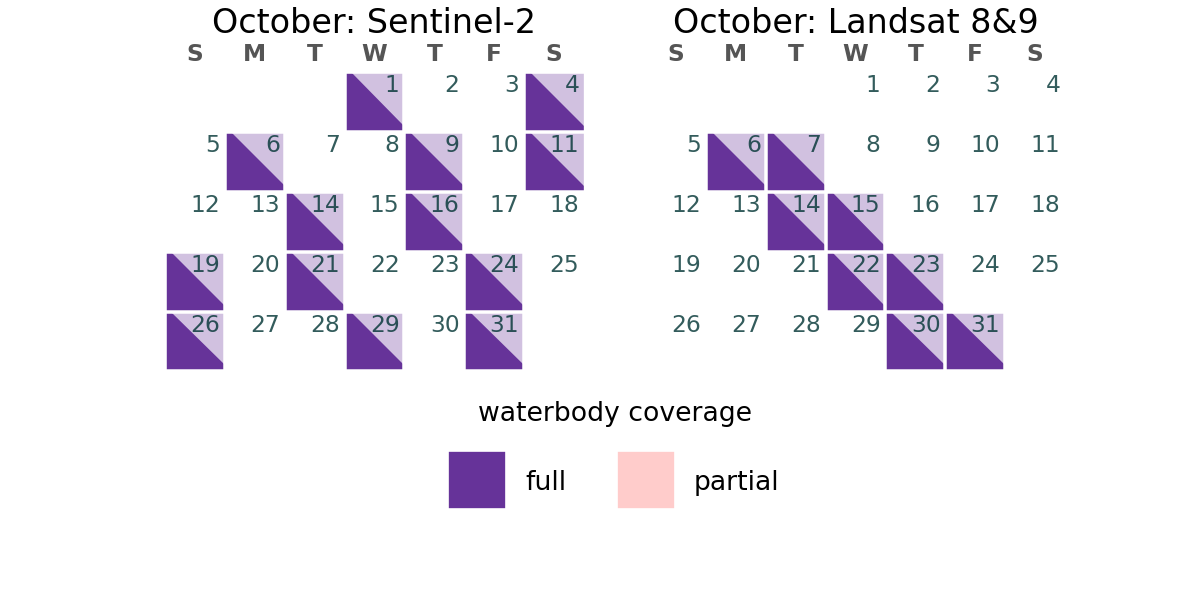 October: Sentinel-2
S M T W T F S
1 2 3 4
5 6 7 8 9 10 11
12 13 14 15 16 17 18
19 20 21 22 23 24 25
26 27 28 29 30 31
October: Landsat 8&9
S M T W T F S
1 2 3 4
5 6 7 8 9 10 11
12 13 14 15 16 17 18
19 20 21 22 23 24 25
26 27 28 29 30 31
waterbody coverage
full partial